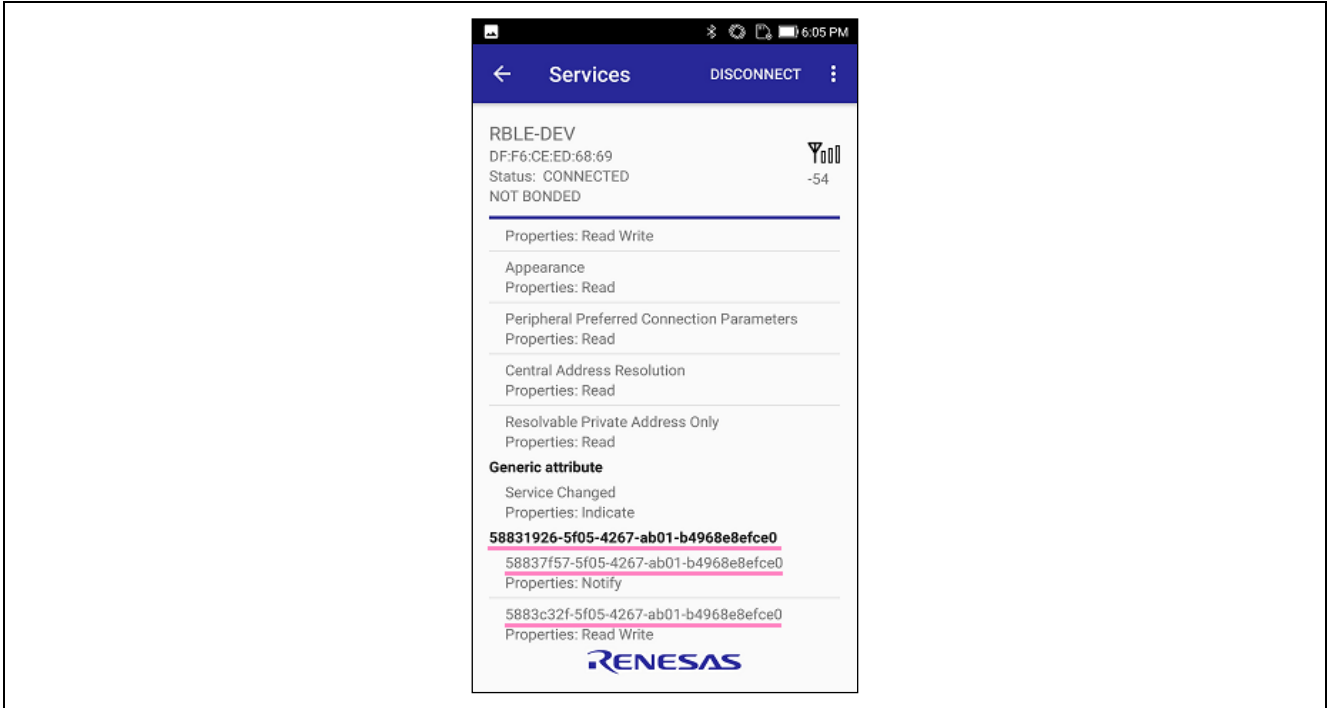 6:05 PM
Services DISCONNECT
RBLE-DEV
DF:F6:CE:ED:68:69
Status: CONNECTED
-54
NOT BONDED
Properties: Read Write
Appearance
Properties: Read
Peripheral Preferred Connection Parameters
Properties: Read
Central Address Resolution
Properties: Read
Resolvable Private Address Only
Properties: Read
Generic attribute
Service Changed
Properties: Indicate
58831926-5f05-4267-ab01-b4968e8efce0
58837f57-5f05-4267-ab01-b4968e8efce0
Properties: Notify
5883c32f-5f05-4267-ab01-b4968e8efce0
Properties: Read Write
RENESAS